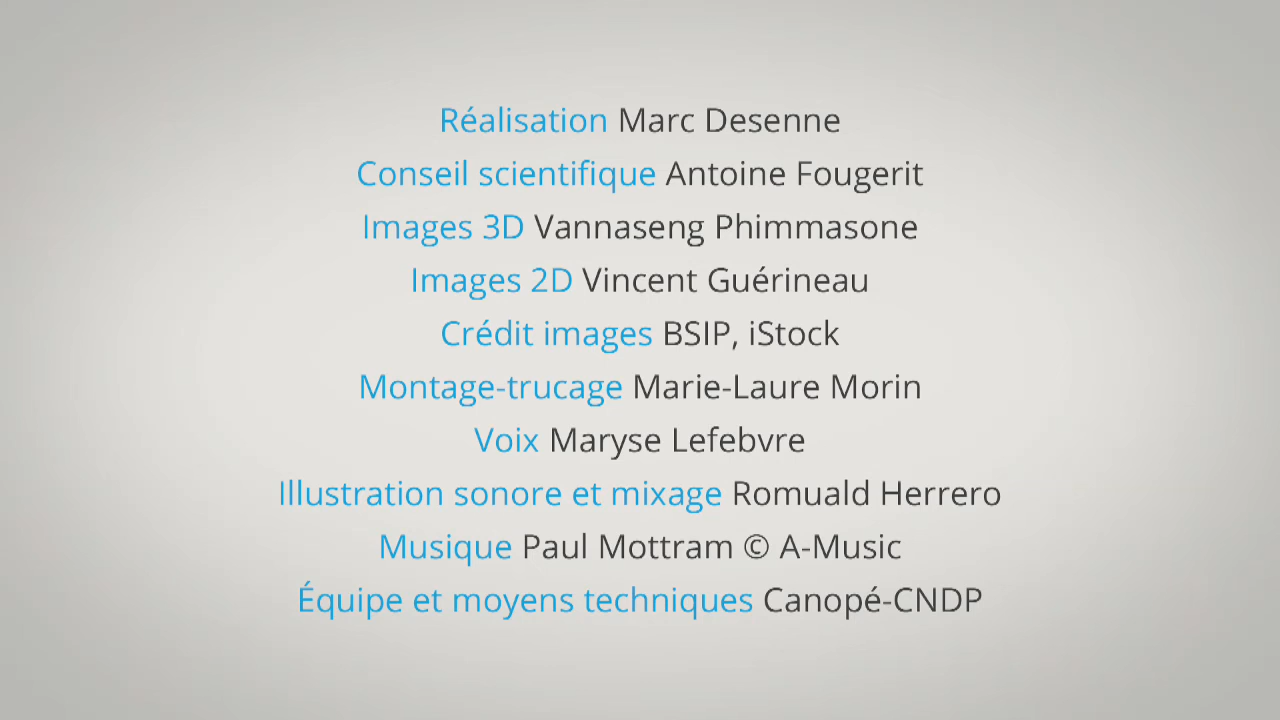 Réalisation Marc Desenne
Conseil scientifique Antoine Fougerit
Images 3D Vannaseng Phimmasone
Images 2D Vincent Guérineau
Crédit images BSIP, iStock
Montage-trucage Marie-Laure Morin
Voix Maryse Lefebvre
Illustration sonore et mixage Romuald Herrero
Musique Paul Mottram © A-Music
Équipe et moyens techniques Canopé-CNDP